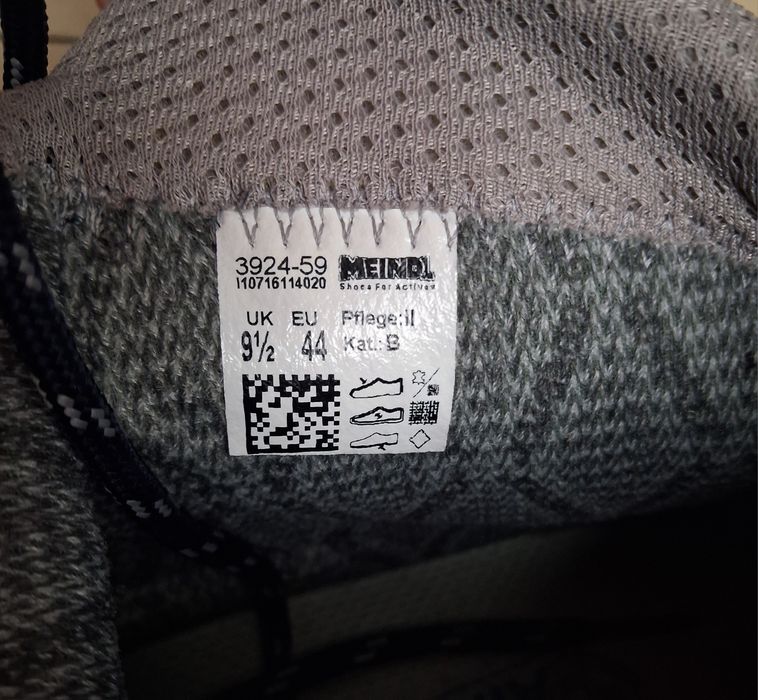 3924-59 MEINDL
I10716114020 Shoes For Actives
UK EU Pflege: II
9½ 44 Kat.: B